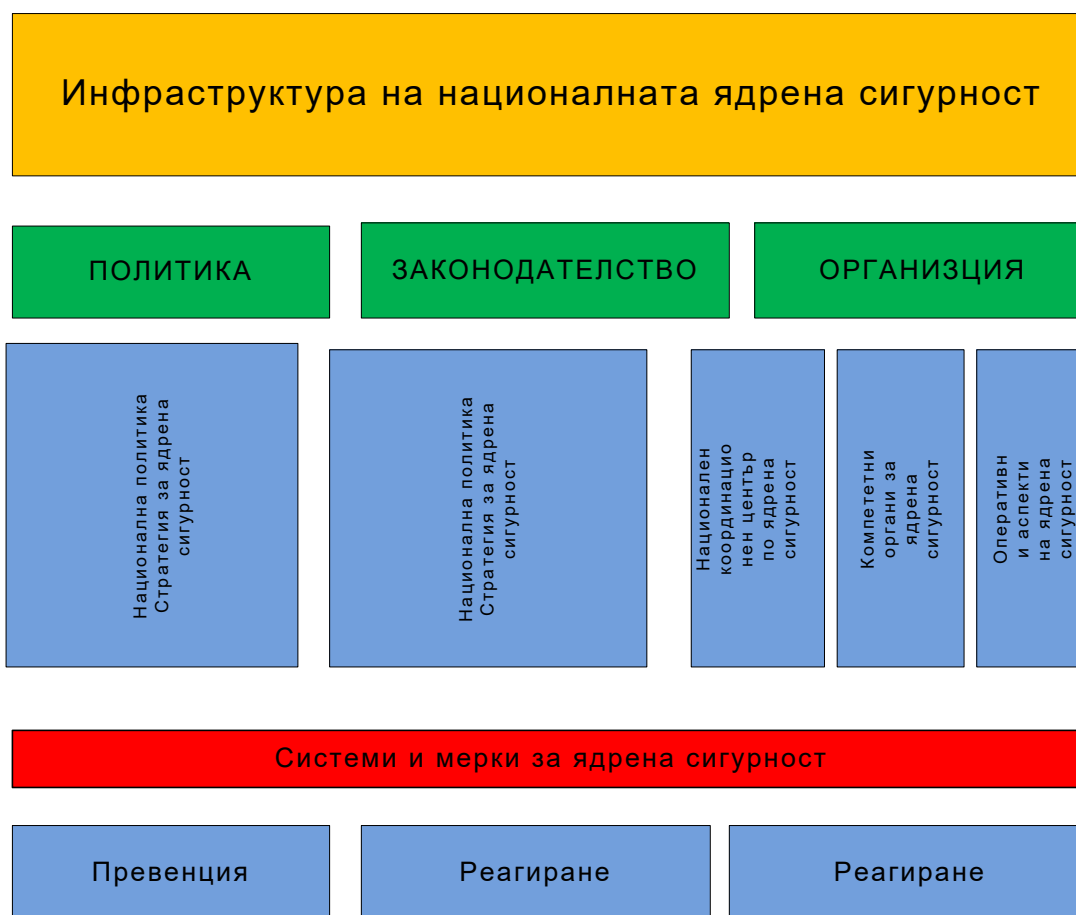 Инфраструктура на националната ядрена сигурност
ПОЛИТИКА
ЗАКОНОДАТЕЛСТВО
ОРГАНИЗЦИЯ
Национална политика
Стратегия за ядрена
сигурност
Национална политика
Стратегия за ядрена
сигурност
Национален
координацио
нен център
по ядрена
сигурност
Компететни
органи за
ядрена
сигурност
Оперативн
и аспекти
на ядрена
сигурност
Системи и мерки за ядрена сигурност
Превенция
Реагиране
Реагиране